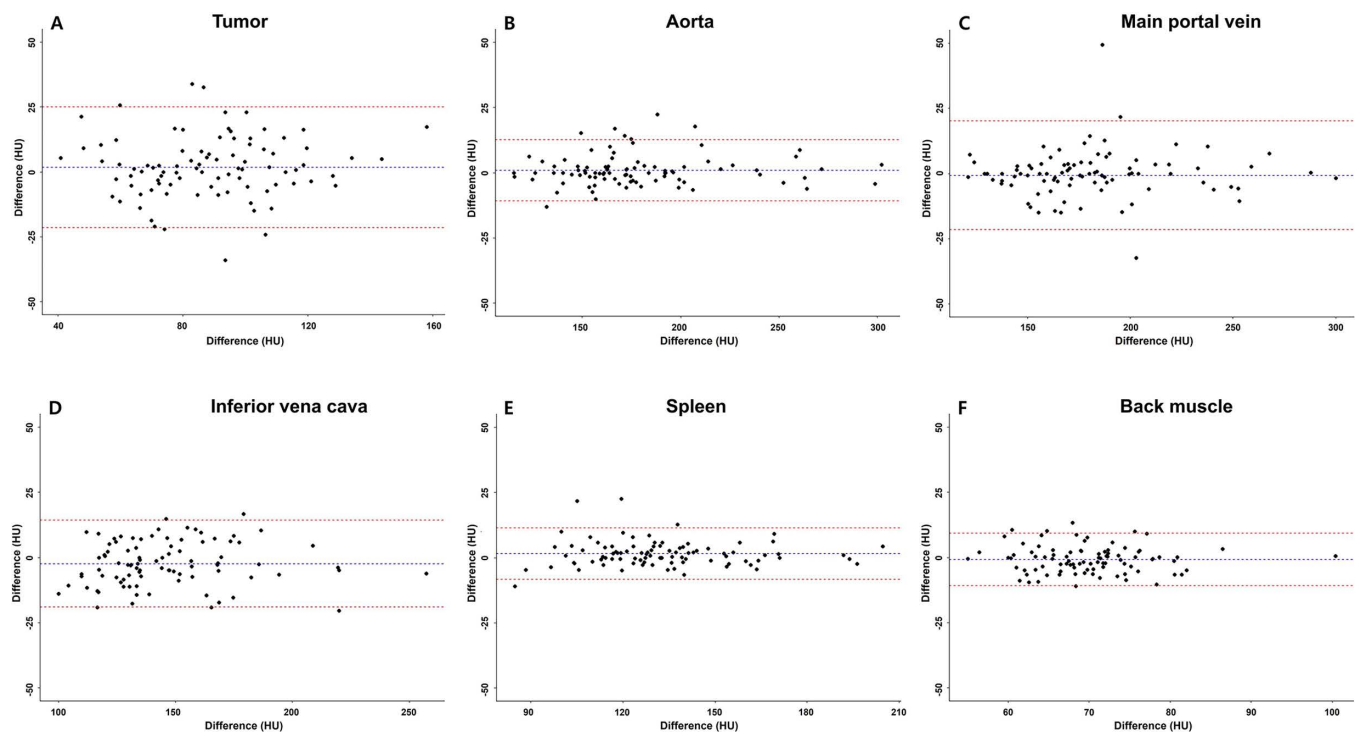 A Tumor
50
25
0
-25
-50
Difference (HU)
40 80 120 160
Difference (HU)
B Aorta
50
25
0
-25
-50
Difference (HU)
150 200 250 300
Difference (HU)
C Main portal vein
50
25
0
-25
-50
Difference (HU)
150 200 250 300
Difference (HU)
D Inferior vena cava
50
25
0
-25
-50
Difference (HU)
100 150 200 250
Difference (HU)
E Spleen
50
25
0
-25
-50
Difference (HU)
90 120 150 180 210
Difference (HU)
F Back muscle
50
25
0
-25
-50
Difference (HU)
60 70 80 90 100
Difference (HU)